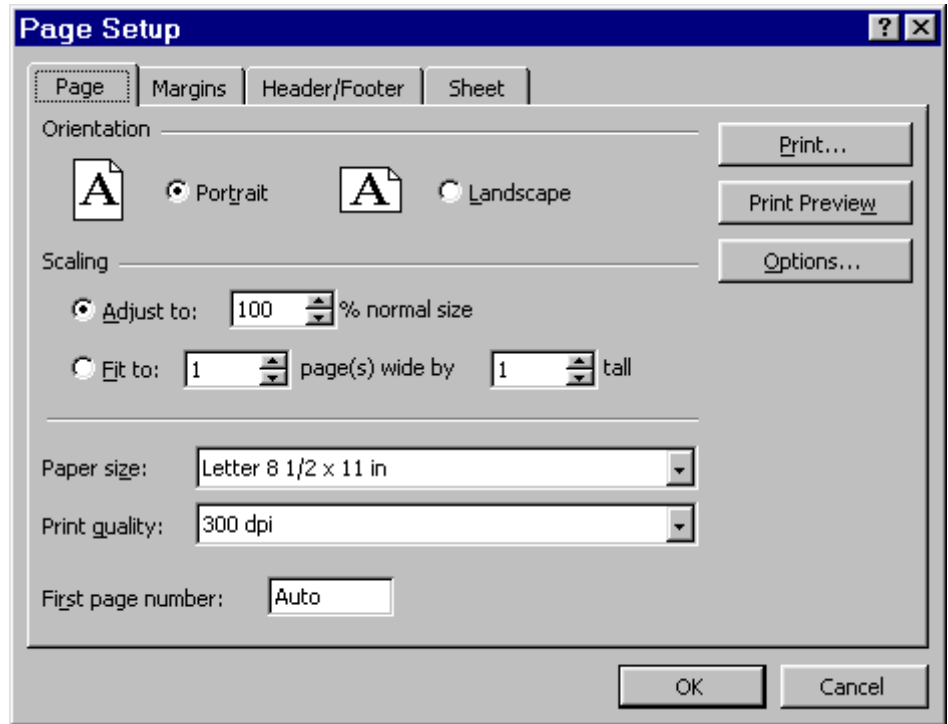 Page Setup ? X
Page Margins Header/Footer Sheet
Orientation
A Portrait A Landscape
Print...
Print Preview
Scaling
Options...
Adjust to: 100 % normal size
Fit to: 1 page(s) wide by 1 tall
Paper size: Letter 8 1/2 x 11 in
Print quality: 300 dpi
First page number: Auto
OK Cancel